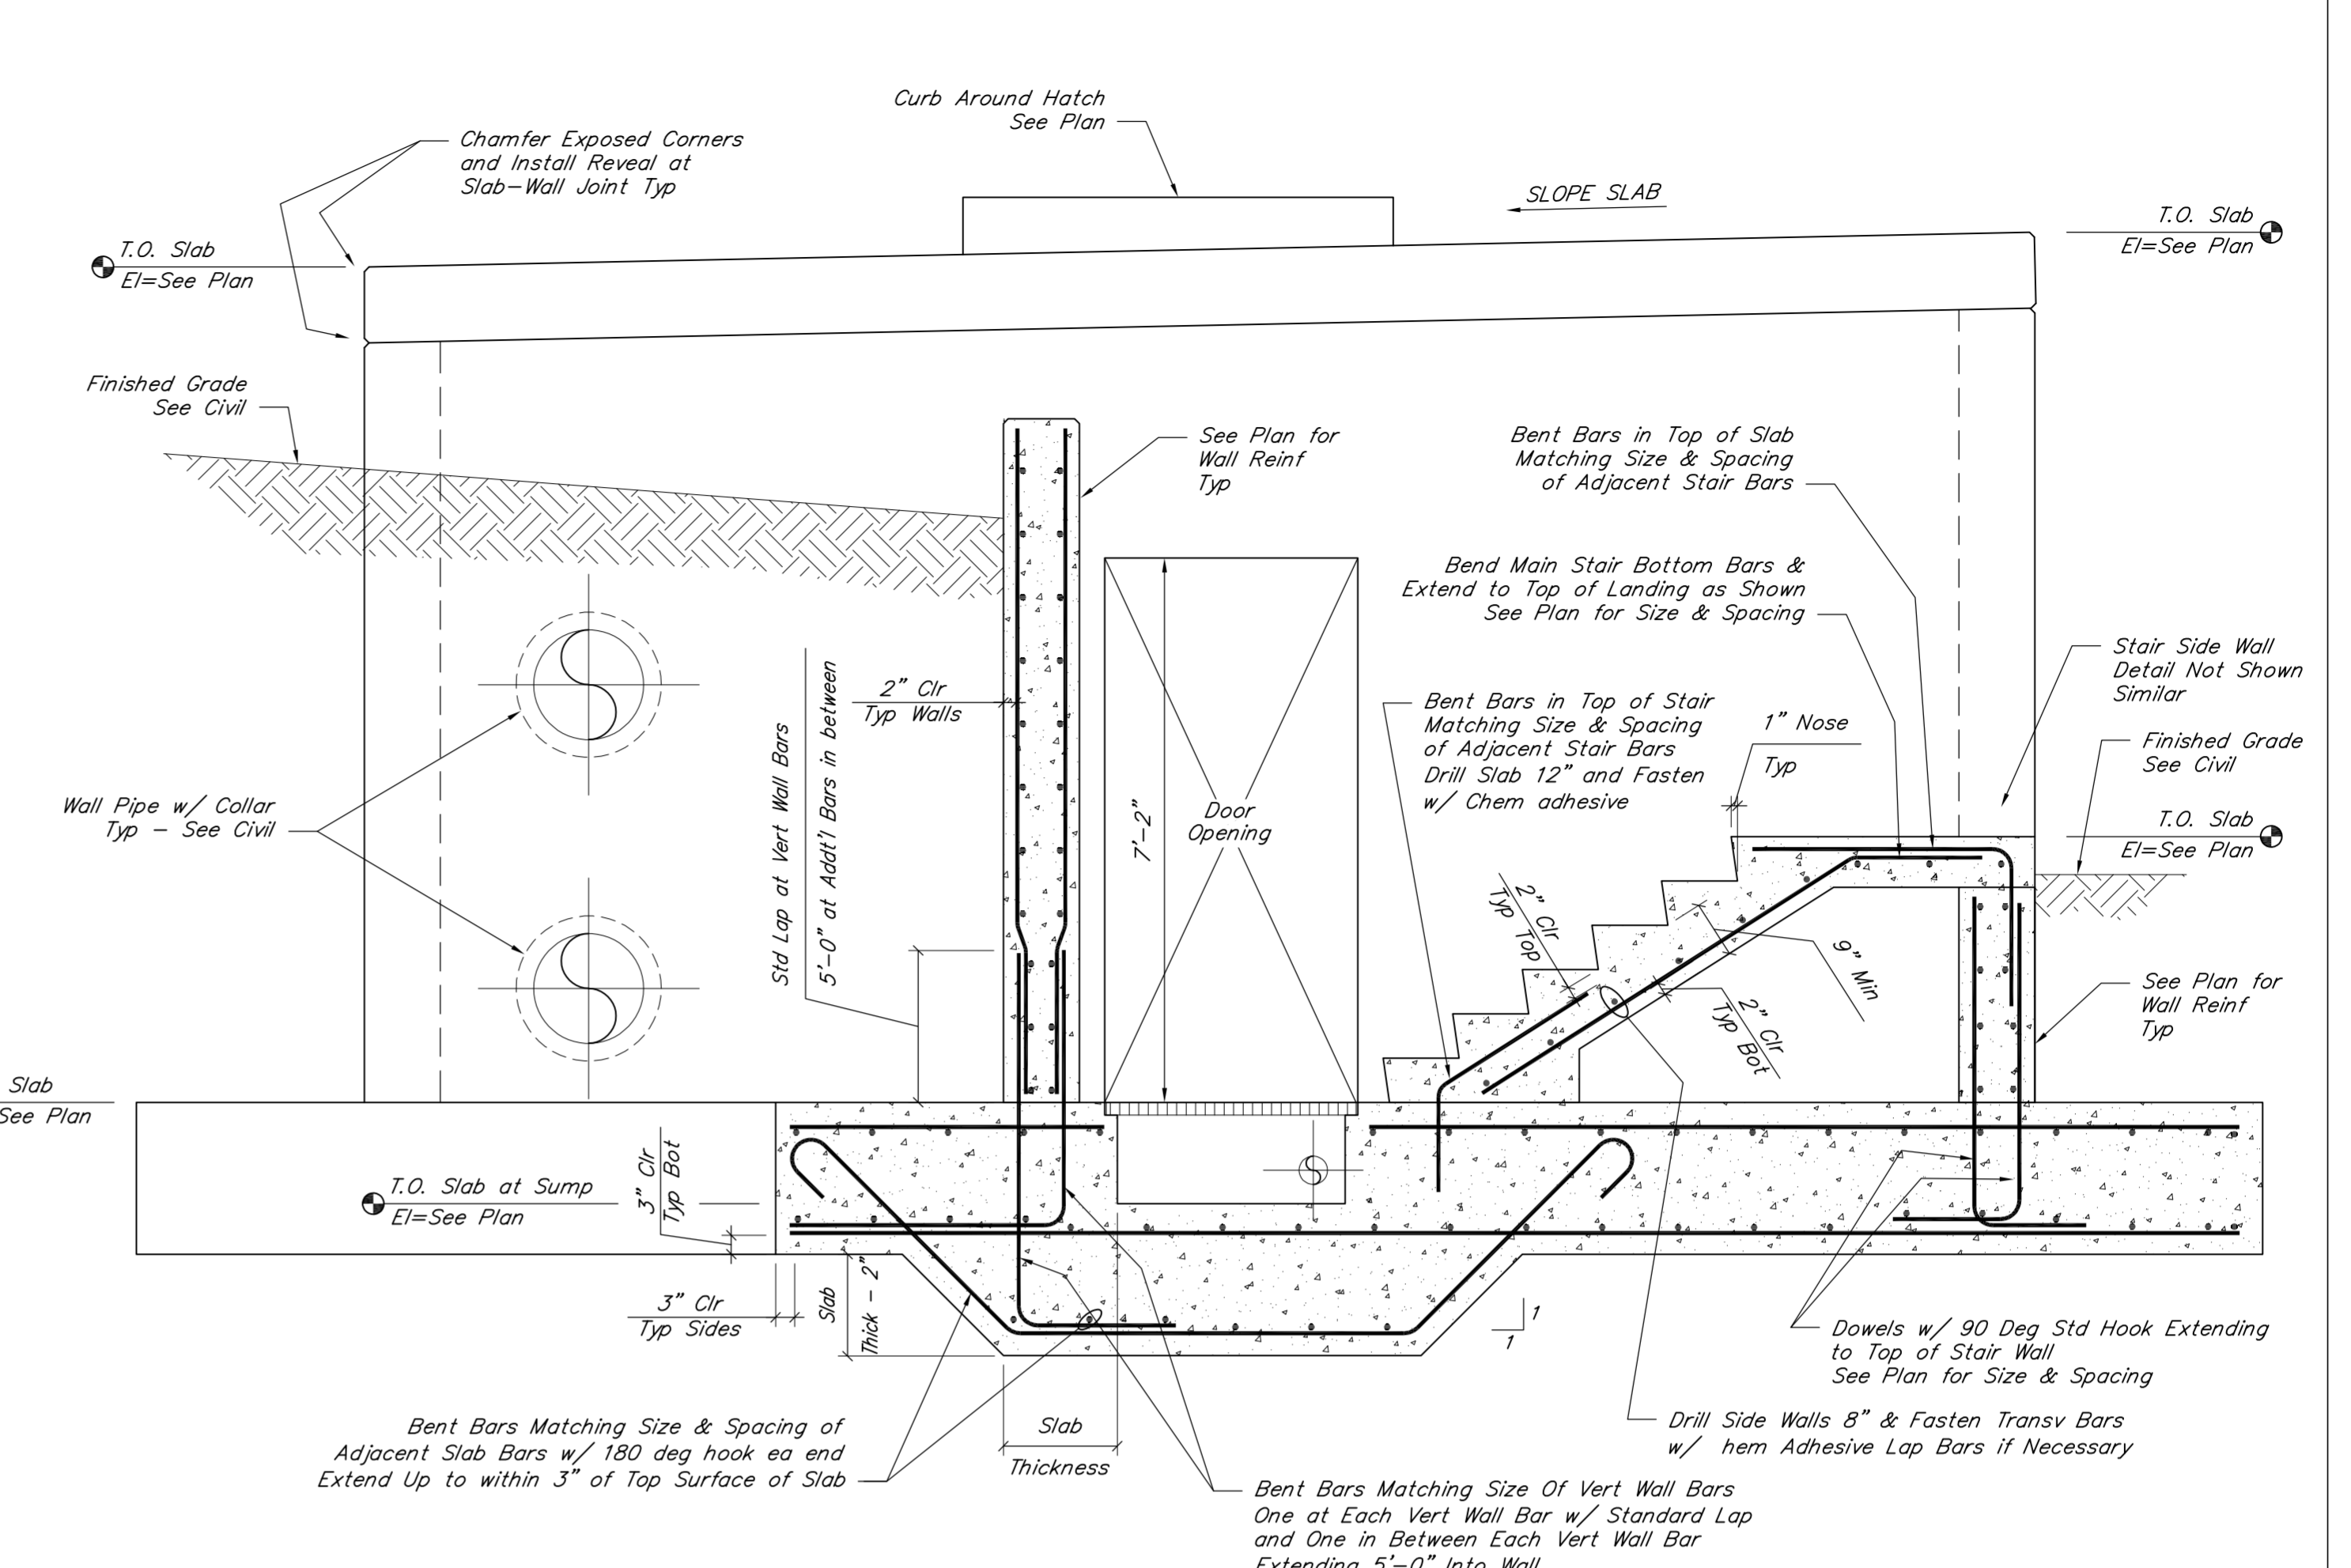 Curb Around Hatch
See Plan
Chamfer Exposed Corners
and Install Reveal at
Slab-Wall Joint Typ
SLOPE SLAB
T.O. Slab
El=See Plan
T.O. Slab
El=See Plan
Finished Grade
See Civil
See Plan for
Wall Reinf
Typ
Bent Bars in Top of Slab
Matching Size & Spacing
of Adjacent Stair Bars
Bend Main Stair Bottom Bars &
Extend to Top of Landing as Shown
See Plan for Size & Spacing
Stair Side Wall
Detail Not Shown
Similar
2" Clr
Typ Walls
Std Lap at Vert Wall Bars
5'-0" at Addt'l Bars in between
Bent Bars in Top of Stair
Matching Size & Spacing
of Adjacent Stair Bars
Drill Slab 12" and Fasten
w/ Chem adhesive
1" Nose
Typ
Finished Grade
See Civil
Wall Pipe w/ Collar
Typ - See Civil
7'-2"
Door
Opening
T.O. Slab
El=See Plan
2" Clr
Typ Top
9" Min
2" Clr
Typ Bot
See Plan for
Wall Reinf
Typ
Slab
See Plan
3" Clr
Typ Bot
T.O. Slab at Sump
El=See Plan
3" Clr
Typ Sides
Slab
Thick - 2"
1
1
Dowels w/ 90 Deg Std Hook Extending
to Top of Stair Wall
See Plan for Size & Spacing
Bent Bars Matching Size & Spacing of
Adjacent Slab Bars w/ 180 deg hook ea end
Extend Up to within 3" of Top Surface of Slab
Slab
Thickness
Drill Side Walls 8" & Fasten Transv Bars
w/ hem Adhesive Lap Bars if Necessary
Bent Bars Matching Size Of Vert Wall Bars
One at Each Vert Wall Bar w/ Standard Lap
and One in Between Each Vert Wall Bar
Extending 5'-0" Into Wall